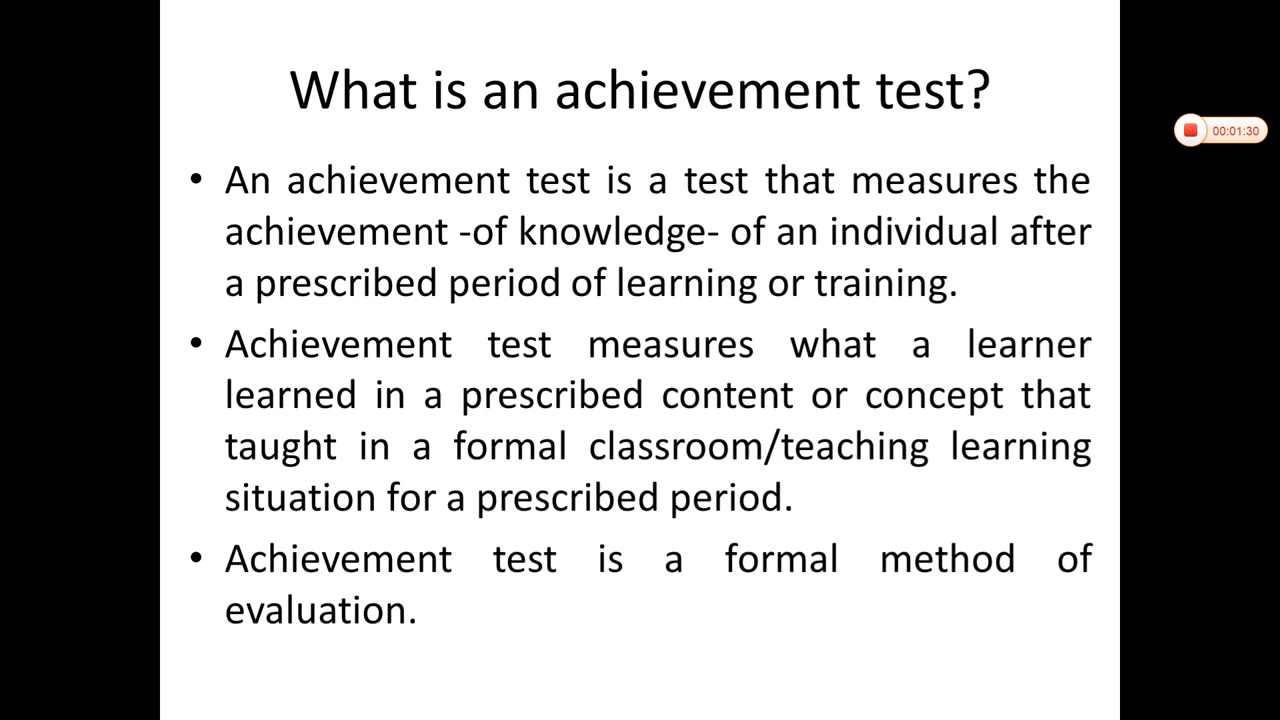 What is an achievement test?
• An achievement test is a test that measures the
achievement -of knowledge- of an individual after
a prescribed period of learning or training.
• Achievement test measures what a learner
learned in a prescribed content or concept that
taught in a formal classroom/teaching learning
situation for a prescribed period.
• Achievement test is a formal method of
evaluation.
00:01:30